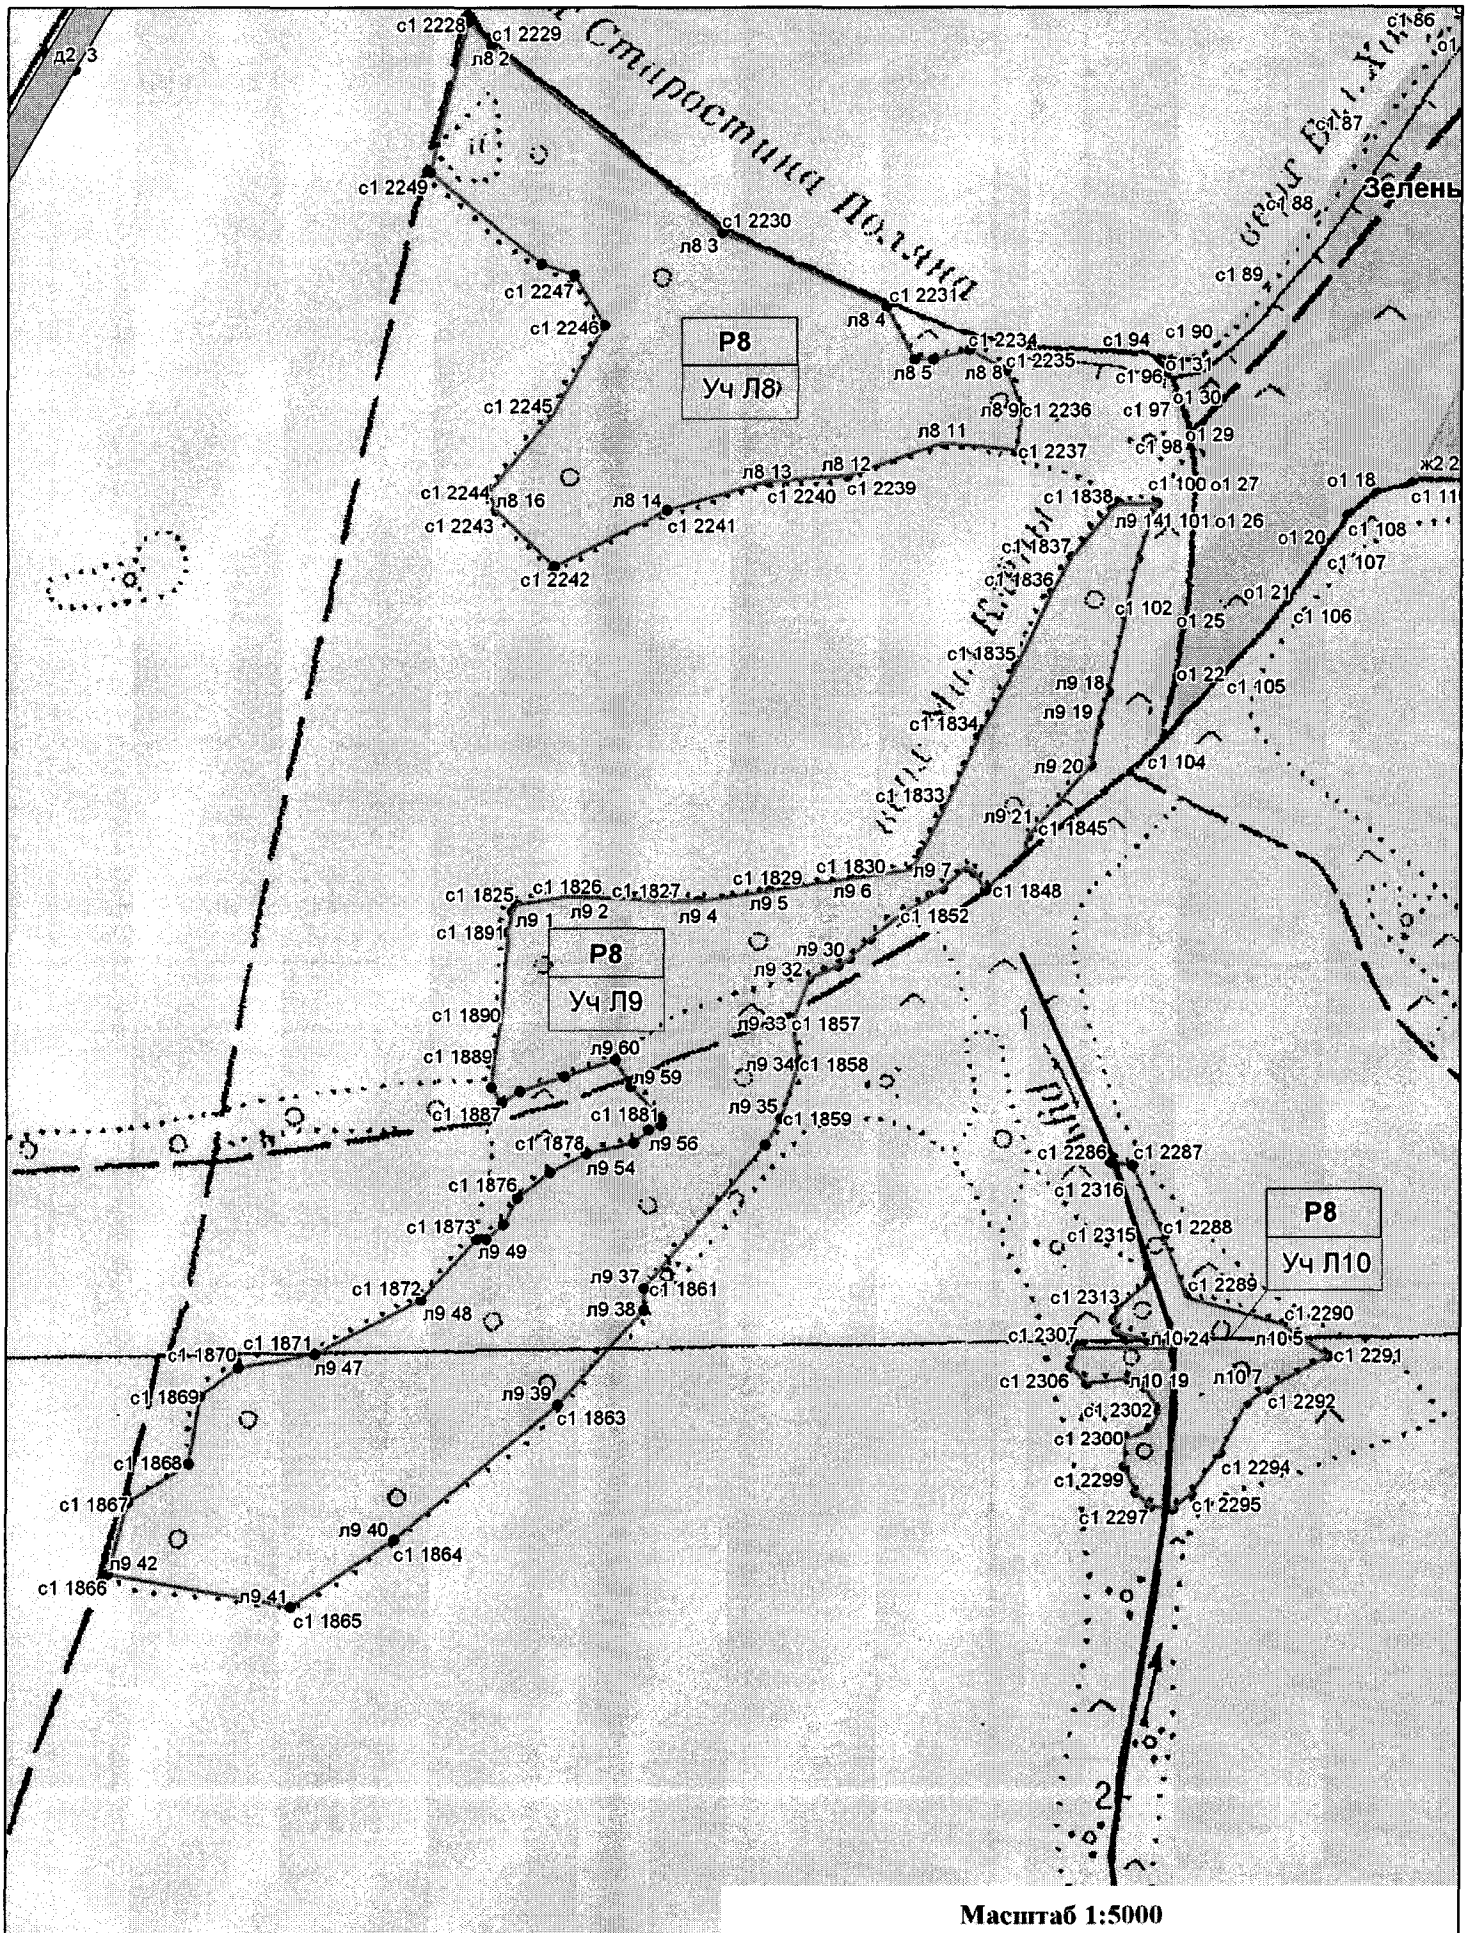 с1 2228
с1 2229
л8 2
д2 3
с1 86
о1
с1 87
Старостина Поляна
с1 2249
Зелень
с1 88
с1 2230
л8 3
с1 89
с1 2247
с1 2231
с1 2246
л8 4
Р8
Уч Л8
с1 2234
с1 94
с1 90
л8 5
л8 8
с1 2235
о1 31
с1 96
о1 30
с1 2245
л8 9
с1 2236
с1 97
л8 11
о1 29
с1 2237
с1 98
л8 13
л8 12
ж2 2
с1 2244
л8 16
л8 14
с1 2240
с1 2239
с1 1838
с1 100
о1 27
о1 18
с1 110
с1 2243
с1 2241
л9 14
1 101
о1 26
с1 108
о1 20
с1 1837
с1 107
с1 2242
с1 1836
о1 21
с1 102
с1 106
о1 25
с1 1835
л9 18
о1 22
с1 105
л9 19
с1 1834
л9 20
с1 104
с1 1833
л9 21
с1 1845
с1 1830
л9 7
с1 1829
с1 1825
с1 1826
с1 1827
л9 6
с1 1848
л9 1
л9 2
л9 4
л9 5
с1 1852
с1 1891
Р8
Уч Л9
л9 30
л9 32
с1 1890
л9 33
с1 1857
с1 1889
л9 60
л9 34
с1 1858
л9 59
с1 1887
л9 35
с1 1881
с1 1859
руч
с1 1878
л9 56
л9 54
с1 2286
с1 2287
с1 1876
с1 2316
Р8
Уч Л10
с1 1873
с1 2288
л9 49
с1 2315
л9 37
с1 1861
с1 2289
с1 1872
л9 38
с1 2313
л9 48
с1 2290
с1 1871
с1 2307
л10 24
л10 5
с1 1870
л9 47
с1 2291
с1 1869
л9 39
с1 2306
л10 19
л10 7
с1 1863
с1 2302
с1 2292
с1 2300
с1 1868
с1 2294
с1 2299
с1 1867
с1 2297
с1 2295
л9 40
с1 1864
л9 42
с1 1866
л9 41
с1 1865
2
Масштаб 1:5000